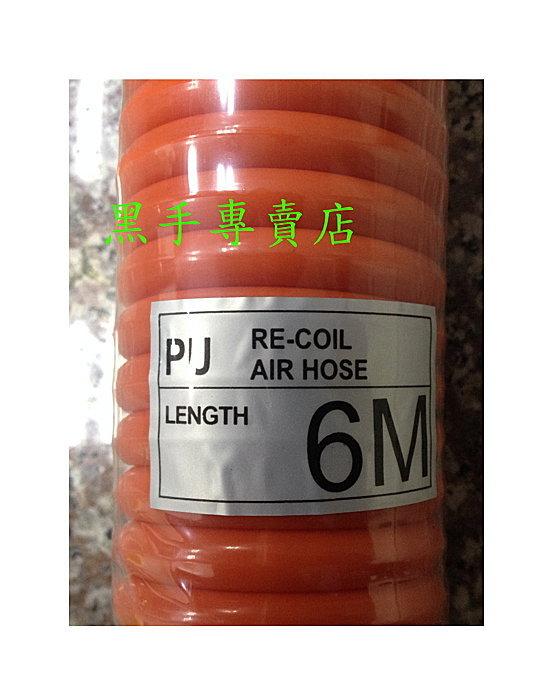 黑手專賣店
PU RE-COIL
AIR HOSE
LENGTH 6M